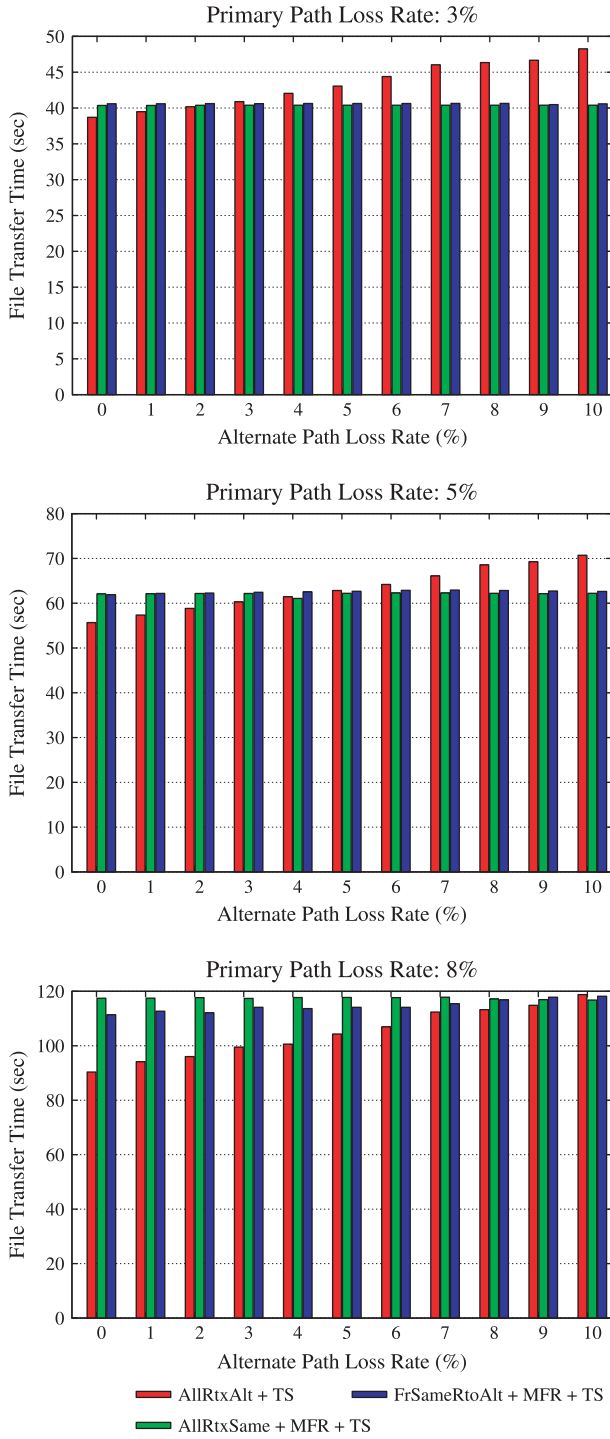 Primary Path Loss Rate: 3%
File Transfer Time (sec)
50
45
40
35
30
25
20
15
10
5
0
0 1 2 3 4 5 6 7 8 9 10
Alternate Path Loss Rate (%)
Primary Path Loss Rate: 5%
File Transfer Time (sec)
80
70
60
50
40
30
20
10
0
0 1 2 3 4 5 6 7 8 9 10
Alternate Path Loss Rate (%)
Primary Path Loss Rate: 8%
File Transfer Time (sec)
120
100
80
60
40
20
0
0 1 2 3 4 5 6 7 8 9 10
Alternate Path Loss Rate (%)
AllRtxAlt + TS FrSameRtoAlt + MFR + TS
AllRtxSame + MFR + TS